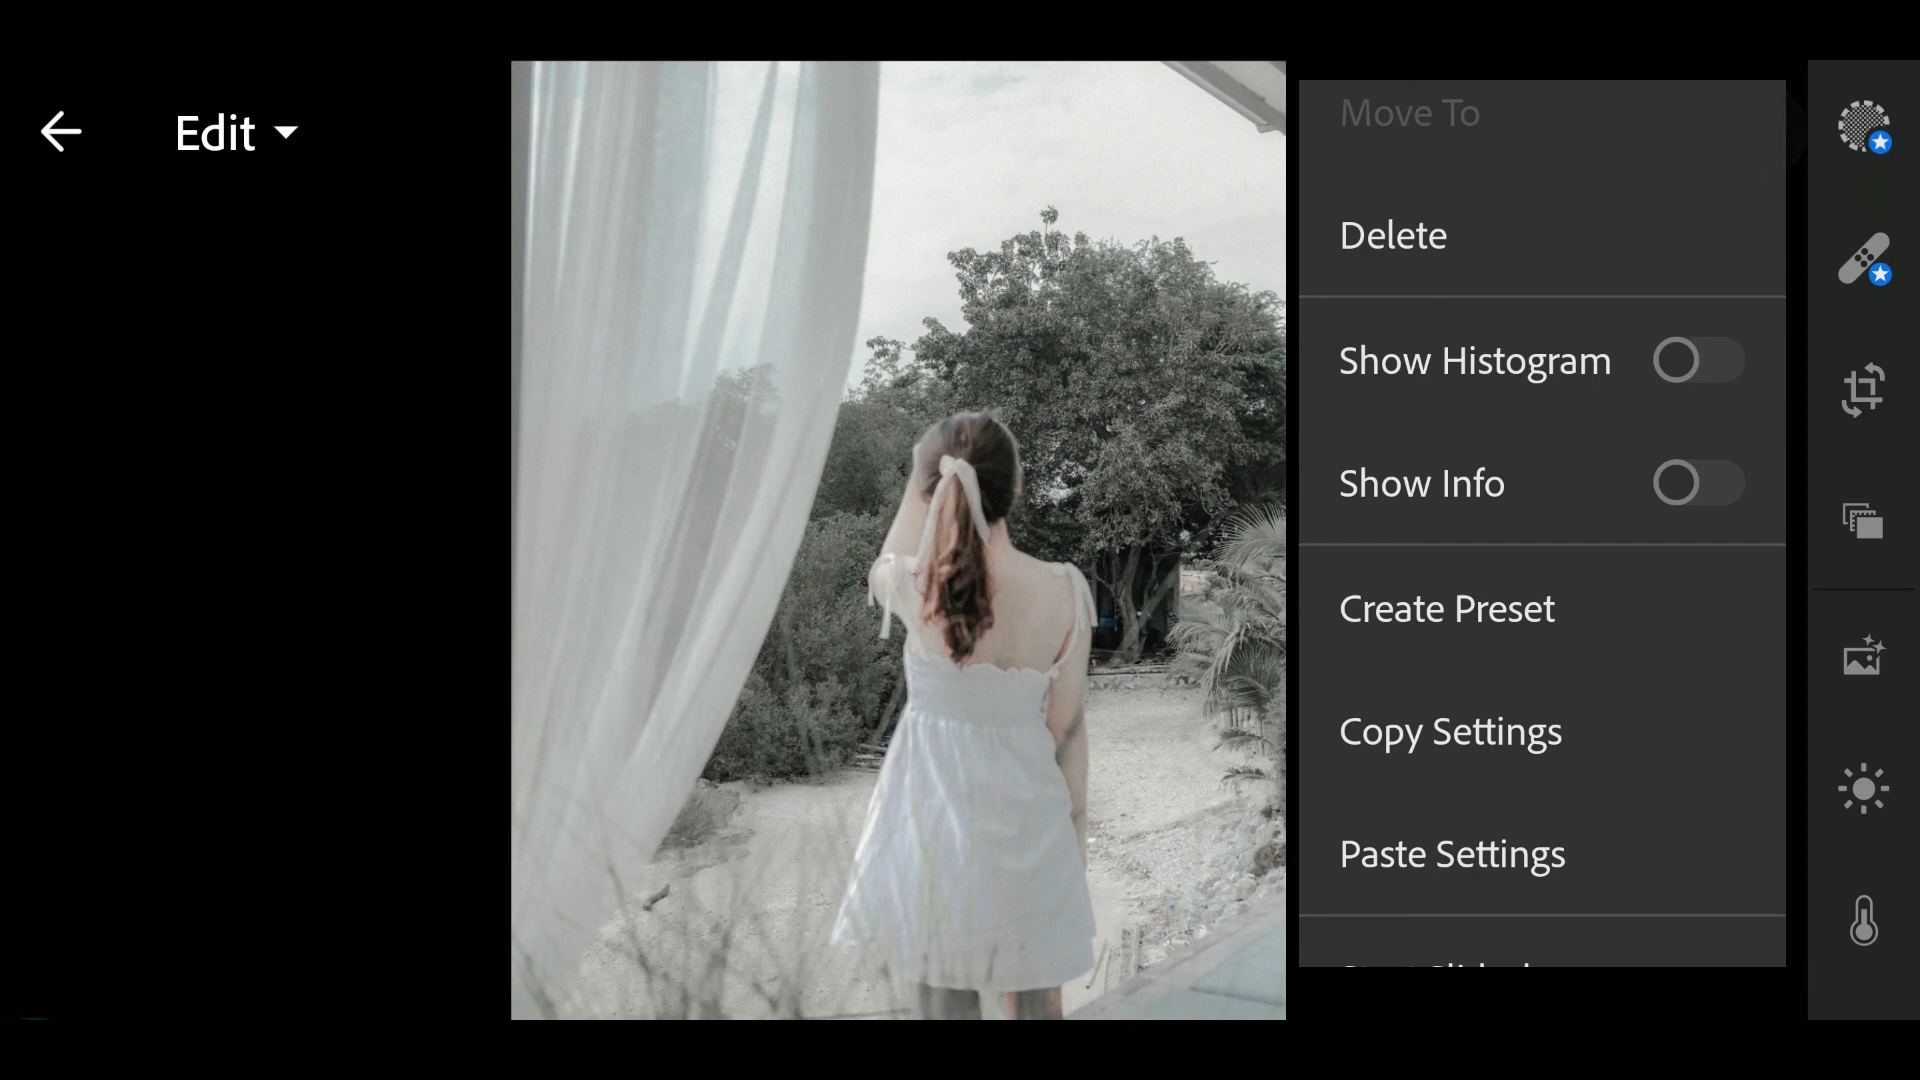 Edit
Move To
Delete
Show Histogram
Show Info
Create Preset
Copy Settings
Paste Settings